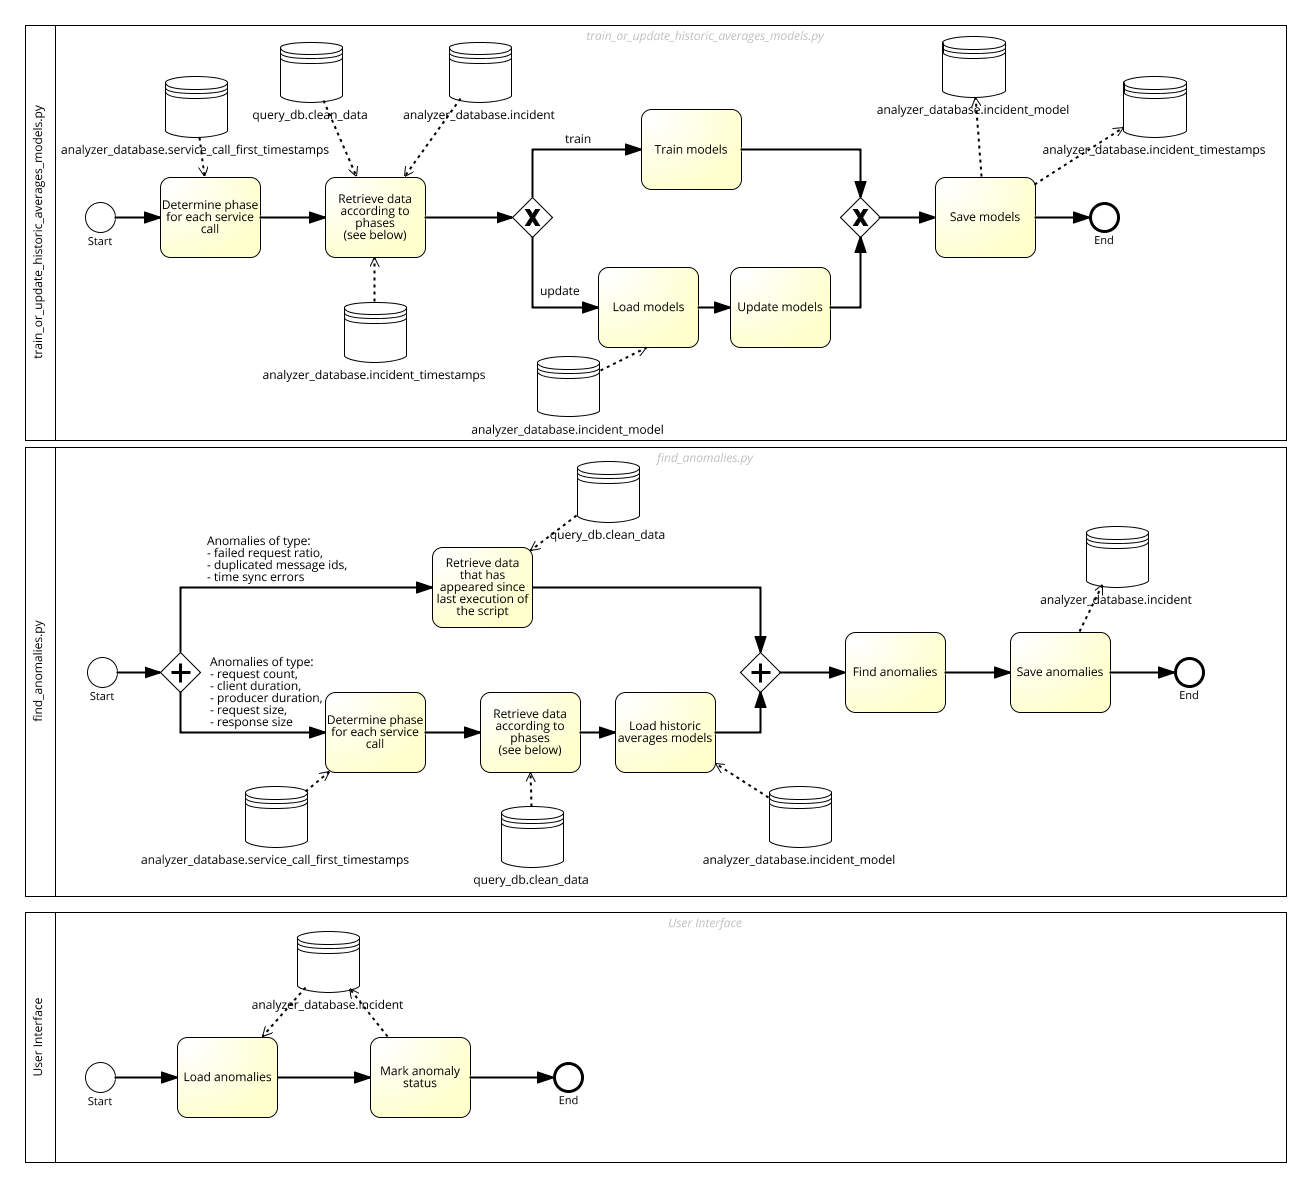 train_or_update_historic_averages_models.py
train_or_update_historic_averages_models.py
query_db.clean_data
analyzer_database.incident
analyzer_database.incident_model
analyzer_database.service_call_first_timestamps
train
Train models
analyzer_database.incident_timestamps
Start
Determine phase
for each service
call
Retrieve data
according to
phases
(see below)
X
X
Save models
End
update
Load models
Update models
analyzer_database.incident_timestamps
analyzer_database.incident_model
find_anomalies.py
find_anomalies.py
query_db.clean_data
Anomalies of type:
- failed request ratio,
- duplicated message ids,
- time sync errors
Retrieve data
that has
appeared since
last execution of
the script
analyzer_database.incident
Start
Anomalies of type:
- request count,
- client duration,
- producer duration,
- request size,
- response size
Determine phase
for each service
call
Retrieve data
according to
phases
(see below)
Load historic
averages models
Find anomalies
Save anomalies
End
analyzer_database.service_call_first_timestamps
query_db.clean_data
analyzer_database.incident_model
User Interface
User Interface
analyzer_database.incident
Start
Load anomalies
Mark anomaly
status
End